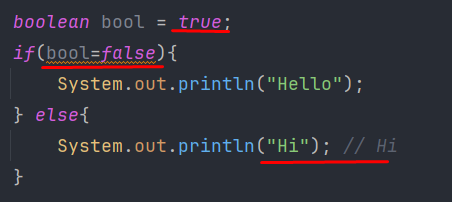 boolean bool = true;
if(bool=false){
System.out.println("Hello");
} else{
System.out.println("Hi"); // Hi
}